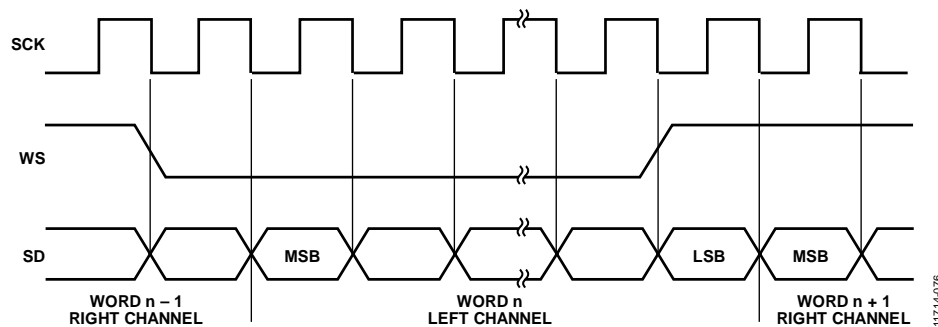 SCK
WS
SD
MSB
LSB
MSB
WORD n – 1
RIGHT CHANNEL
WORD n
LEFT CHANNEL
WORD n + 1
RIGHT CHANNEL
11714-076